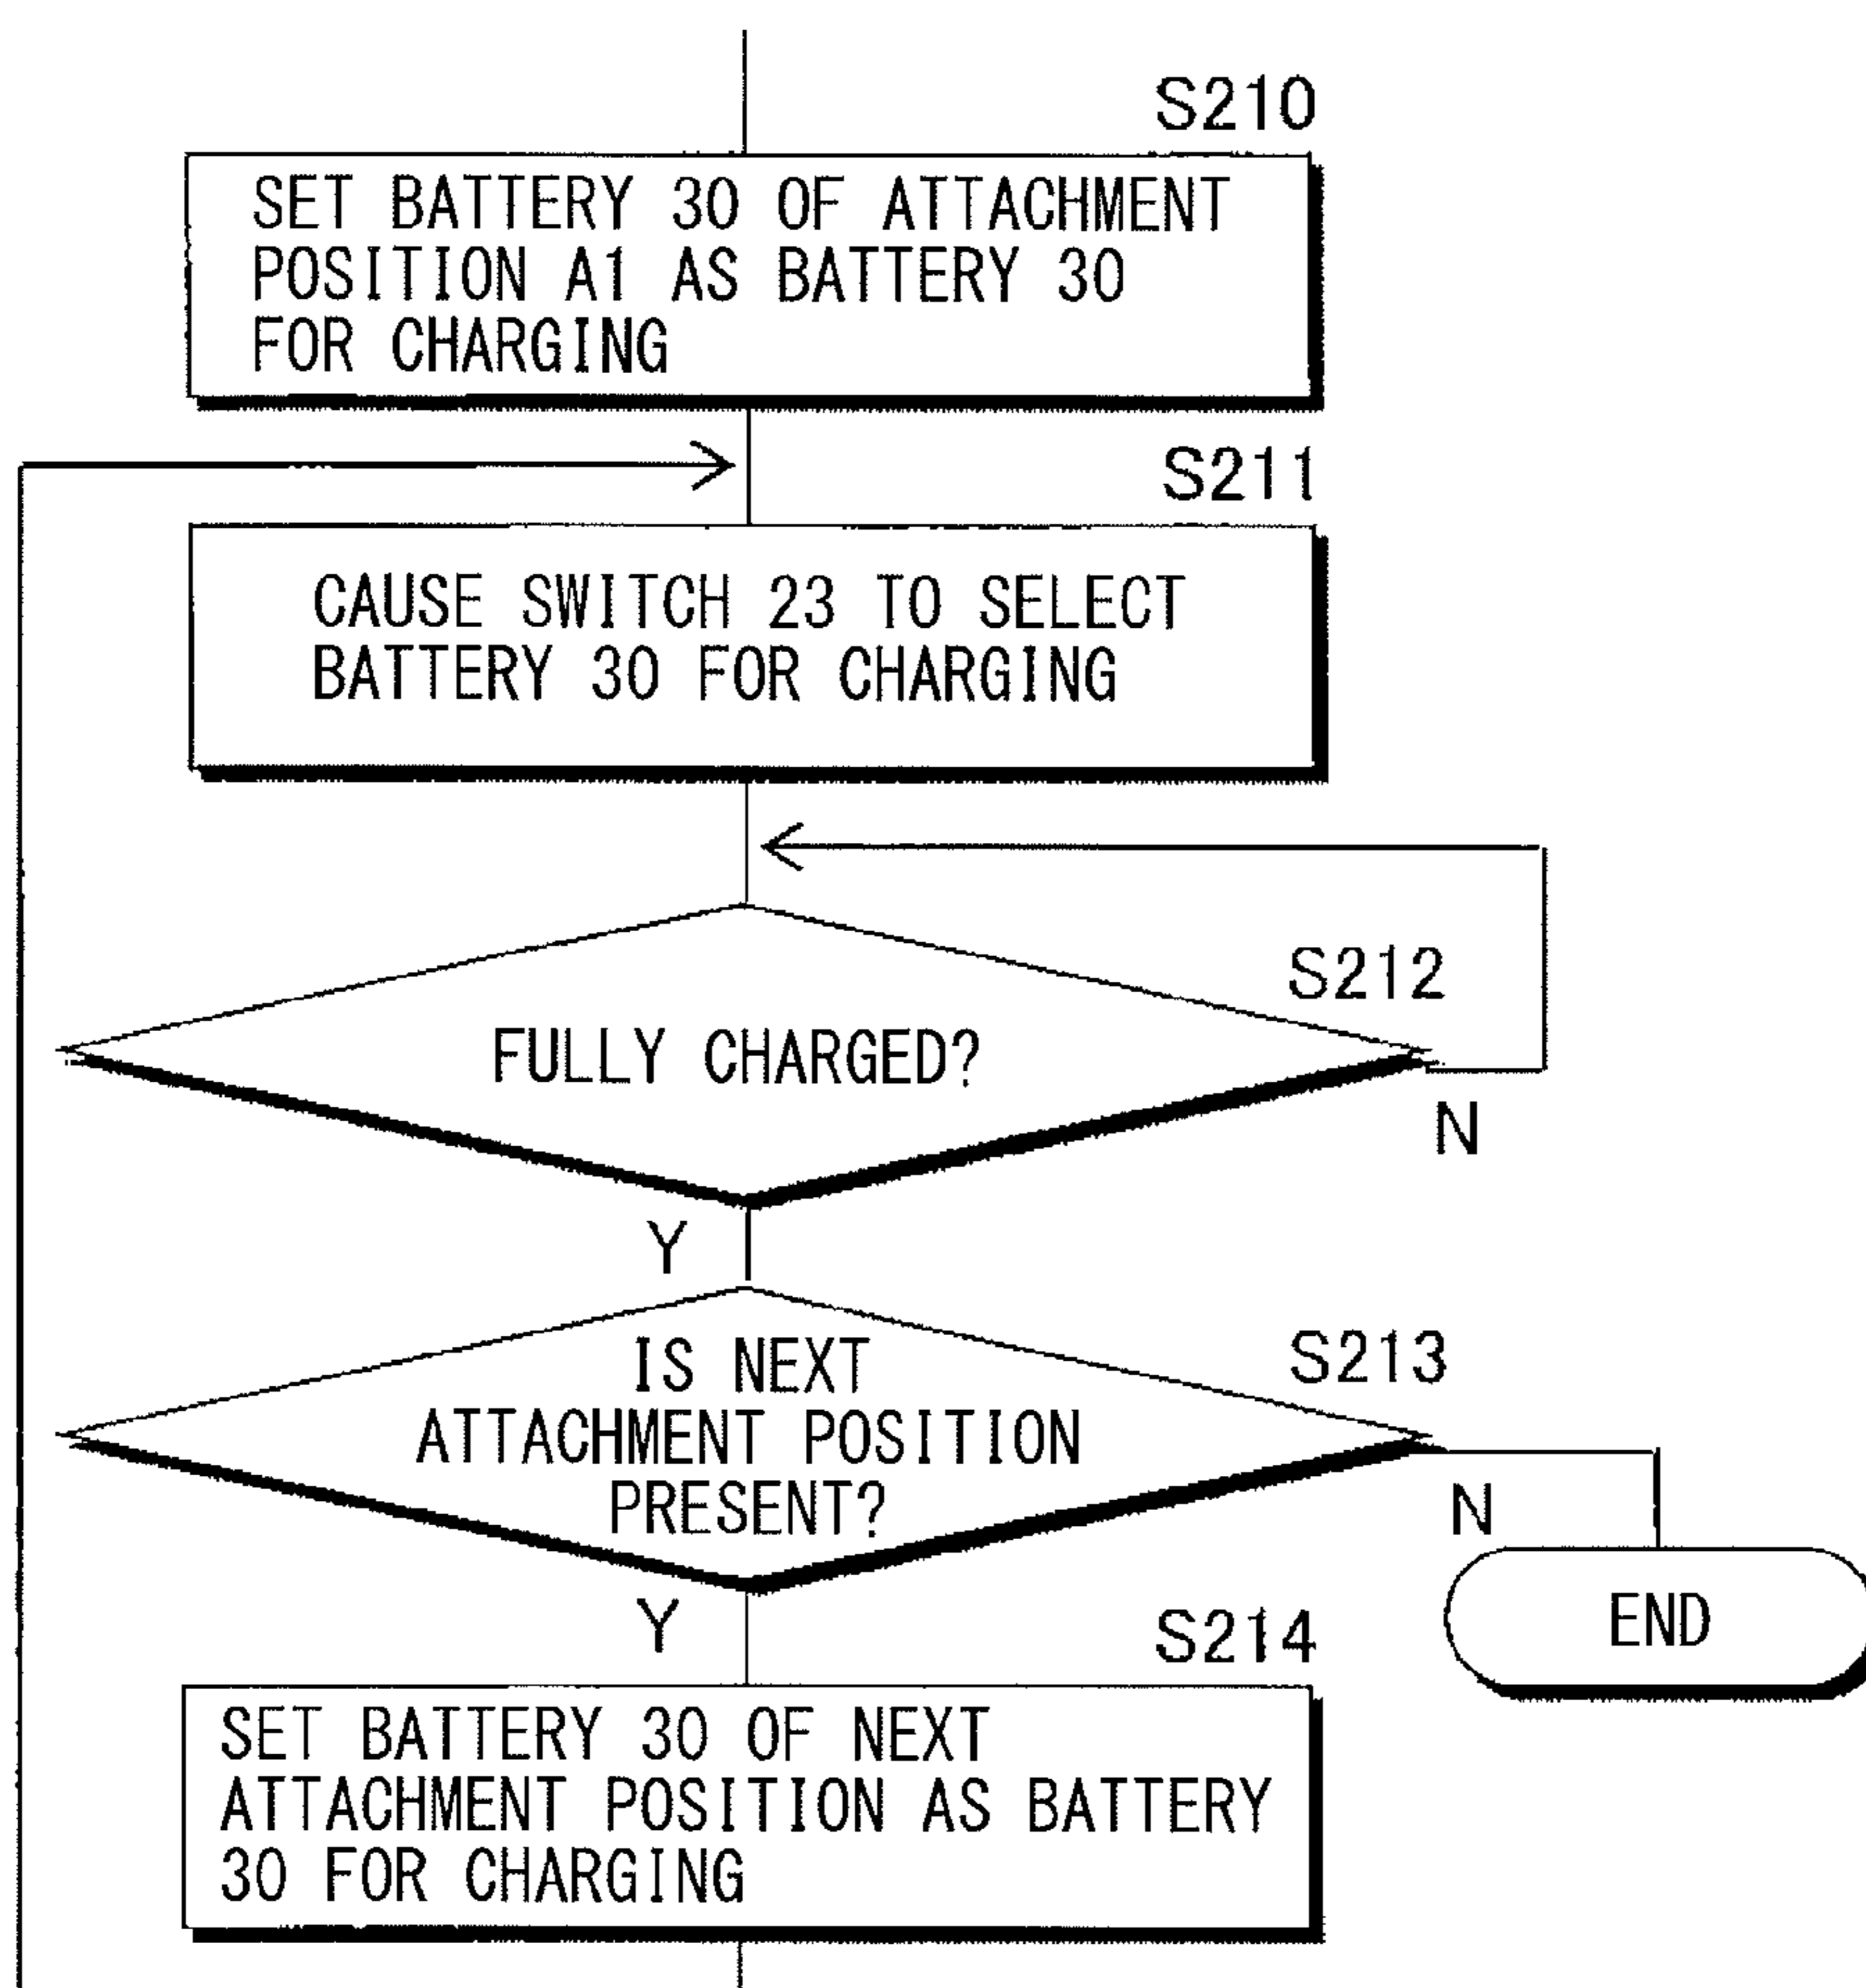 S210
SET BATTERY 30 OF ATTACHMENT
POSITION A1 AS BATTERY 30
FOR CHARGING
S211
CAUSE SWITCH 23 TO SELECT
BATTERY 30 FOR CHARGING
S212
FULLY CHARGED?
N
Y
IS NEXT
S213
ATTACHMENT POSITION
PRESENT?
N
END
Y
S214
SET BATTERY 30 OF NEXT
ATTACHMENT POSITION AS BATTERY
30 FOR CHARGING